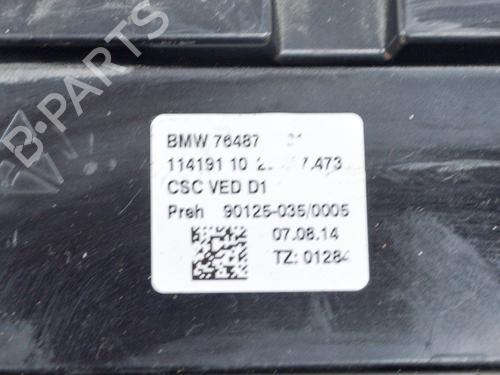 B-PARTS
BMW 76487
114191 10
CSC VED D1
Preh 90125-035/0005
07.08.14
TZ: 01284